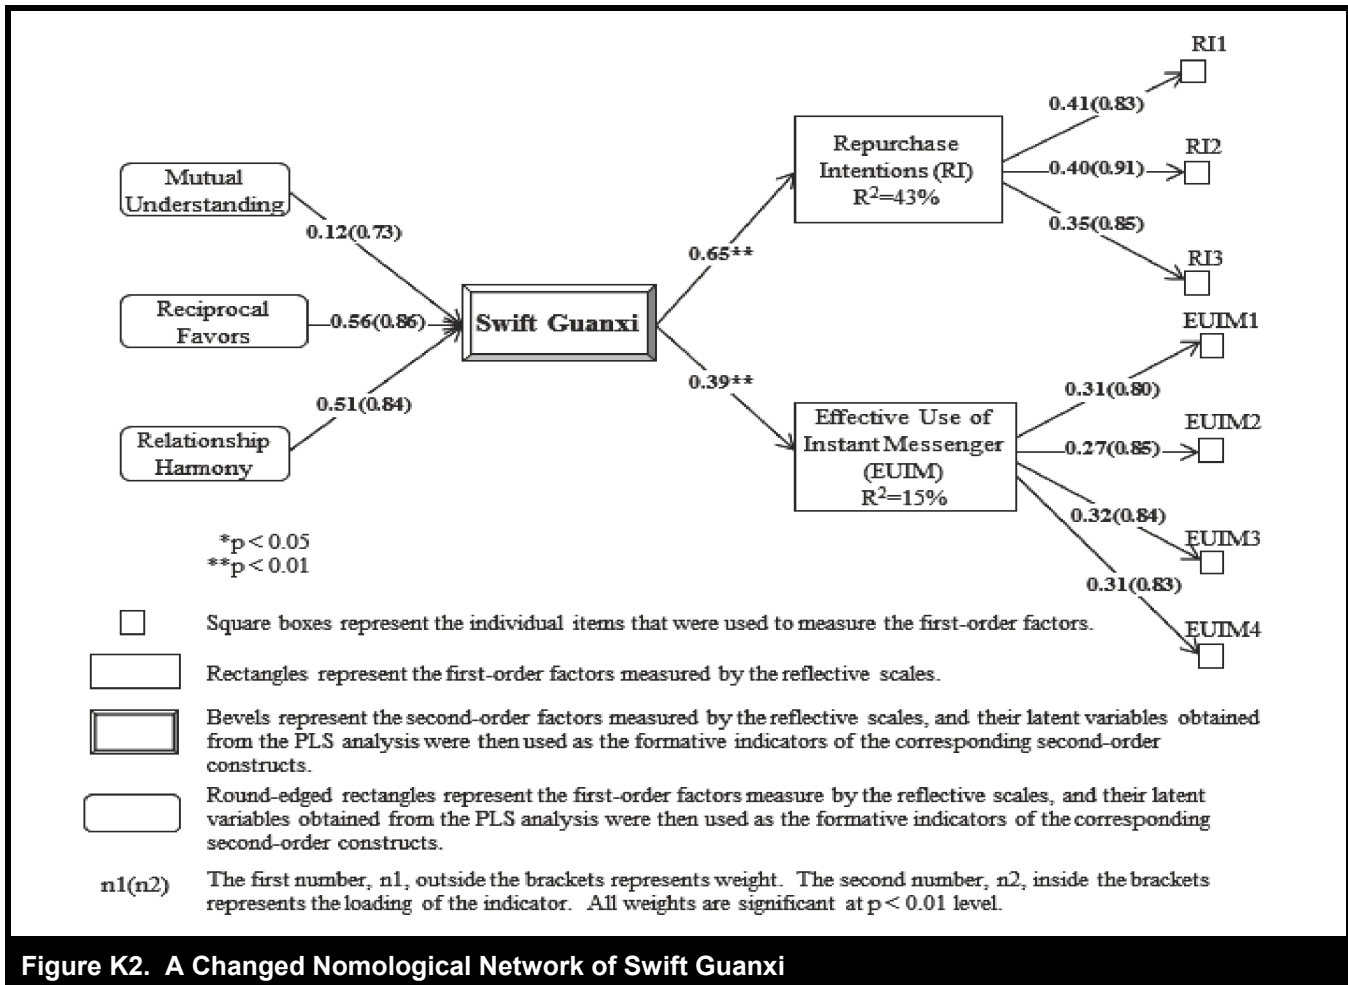 RI1
0.41(0.83)
Repurchase
Intentions (RI)
R²=43%
RI2
0.40(0.91)
Mutual
Understanding
0.12(0.73)
0.35(0.85)
0.65**
RI3
Reciprocal
Favors
0.56(0.86)
Swift Guanxi
EUIM1
0.39**
0.31(0.80)
0.51(0.84)
Effective Use of
Instant Messenger
(EUIM)
R²=15%
EUIM2
0.27(0.85)
Relationship
Harmony
0.32(0.84)
EUIM3
*p < 0.05
**p < 0.01
0.31(0.83)
EUIM4
Square boxes represent the individual items that were used to measure the first-order factors.
Rectangles represent the first-order factors measured by the reflective scales.
Bevels represent the second-order factors measured by the reflective scales, and their latent variables obtained
from the PLS analysis were then used as the formative indicators of the corresponding second-order
constructs.
Round-edged rectangles represent the first-order factors measure by the reflective scales, and their latent
variables obtained from the PLS analysis were then used as the formative indicators of the corresponding
second-order constructs.
n1(n2)
The first number, n1, outside the brackets represents weight. The second number, n2, inside the brackets
represents the loading of the indicator. All weights are significant at p < 0.01 level.
Figure K2. A Changed Nomological Network of Swift Guanxi